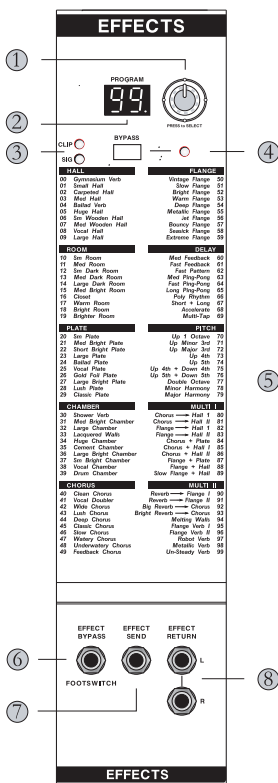 EFFECTS
1
PROGRAM
99.
PRESS to SELECT
2
BYPASS
CLIP
3
SIG
4
HALL
00 Gymnasium Verb
01 Small Hall
02 Carpeted Hall
03 Med Hall
04 Ballad Verb
05 Huge Hall
06 Sm Wooden Hall
07 Med Wooden Hall
08 Vocal Hall
09 Large Hall
FLANGE
Vintage Flange 50
Slow Flange 51
Bright Flange 52
Warm Flange 53
Deep Flange 54
Metallic Flange 55
Jet Flange 56
Bouncy Flange 57
Seasick Flange 58
Extreme Flange 59
ROOM
10 Sm Room
11 Med Room
12 Sm Dark Room
13 Med Dark Room
14 Large Dark Room
15 Med Bright Room
16 Closet
17 Warm Room
18 Bright Room
19 Brighter Room
DELAY
Med Feedback 60
Fast Feedback 61
Fast Pattern 62
Med Ping-Pong 63
Fast Ping-Pong 64
Long Ping-Pong 65
Poly Rhythm 66
Short + Long 67
Accelerate 68
Multi-Tap 69
PLATE
20 Sm Plate
21 Med Bright Plate
22 Short Bright Plate
23 Large Plate
24 Ballad Plate
25 Vocal Plate
26 Gold Foil Plate
27 Large Bright Plate
28 Lush Plate
29 Classic Plate
PITCH
Up 1 Octave 70
Up Minor 3rd 71
Up Major 3rd 72
Up 4th 73
Up 5th 74
Up 4th + Down 4th 75
Up 5th + Down 5th 76
Double Octave 77
Minor Harmony 78
Major Harmony 79
5
CHAMBER
30 Shower Verb
31 Med Bright Chamber
32 Large Chamber
33 Lacquered Walls
34 Huge Chamber
35 Cement Chamber
36 Large Bright Chamber
37 Sm Bright Chamber
38 Vocal Chamber
39 Drum Chamber
MULTI I
Chorus → Hall 1 80
Chorus → Hall II 81
Flange → Hall 1 82
Flange → Hall II 83
Chorus + Plate 84
Chorus + Hall I 85
Chorus + Hall II 86
Flange + Plate 87
Flange + Hall 88
Slow Flange + Hall 89
CHORUS
40 Clean Chorus
41 Vocal Doubler
42 Wide Chorus
43 Lush Chorus
44 Deep Chorus
45 Classic Chorus
46 Slow Chorus
47 Watery Chorus
48 Underwatery Chorus
49 Feedback Chorus
MULTI II
Reverb → Flange I 90
Reverb → Flange II 91
Big Reverb → Chorus 92
Bright Reverb → Chorus 93
Melting Walls 94
Flange Verb I 95
Flange Verb II 96
Robot Verb 97
Metallic Verb 98
Un-Steady Verb 99
EFFECT BYPASS
EFFECT SEND
EFFECT RETURN
6
L
FOOTSWITCH
7
8
R
EFFECTS